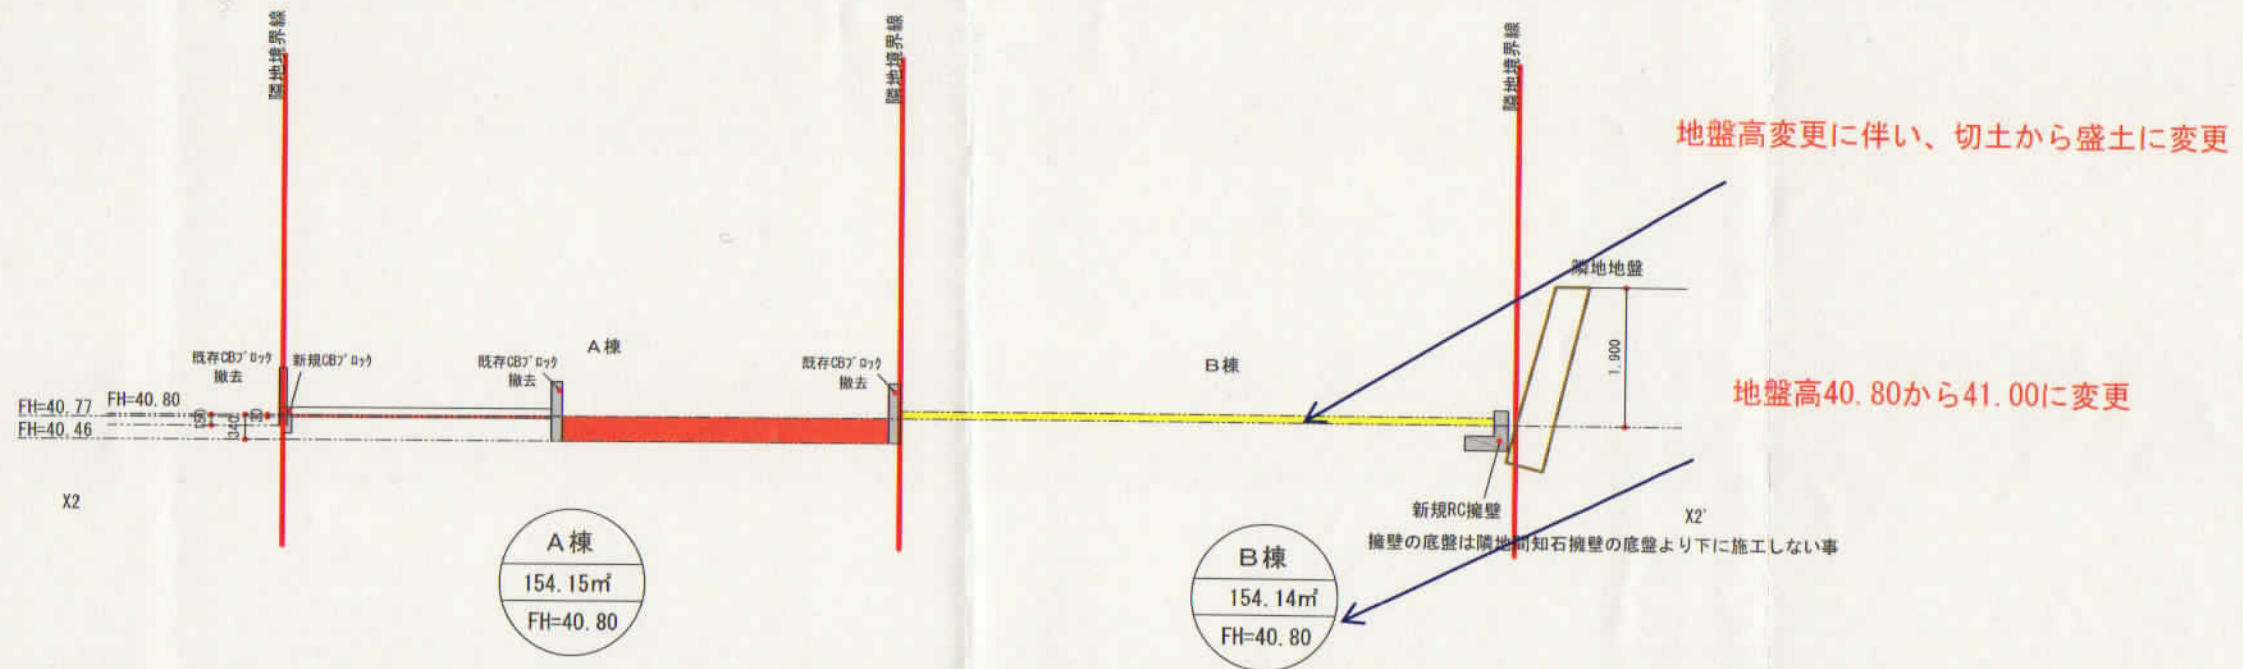 隣地境界線
隣地境界線
隣地境界線
地盤高変更に伴い、切土から盛土に変更
隣地地盤
1,900
地盤高40.80から41.00に変更
A棟
B棟
既存CBブロック
撤去
新規CBブロック
既存CBブロック
撤去
既存CBブロック
撤去
FH=40.77
FH=40.80
340
FH=40.46
X2
新規RC擁壁
X2'
擁壁の底盤は隣地間知石擁壁の底盤より下に施工しない事
A棟
154.15㎡
FH=40.80
B棟
154.14㎡
FH=40.80